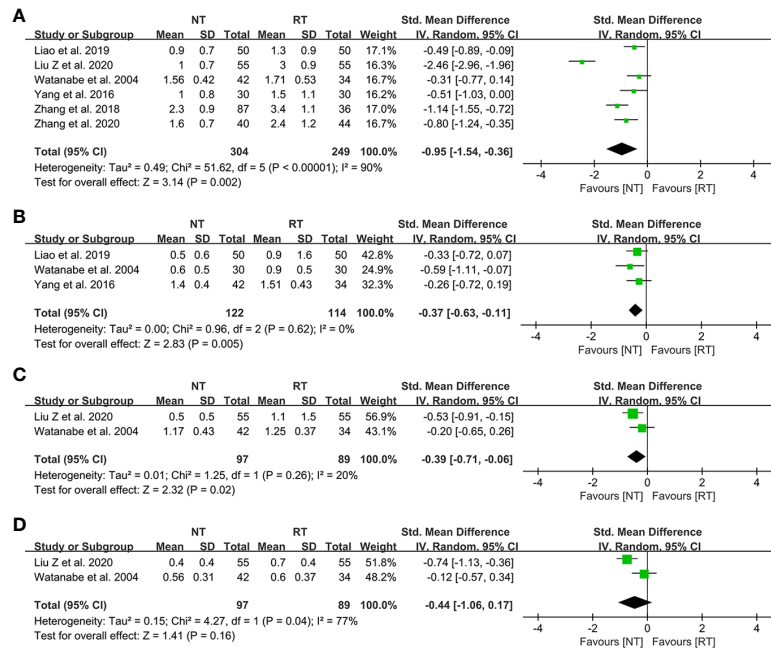 A
NT RT Std. Mean Difference Std. Mean Difference
Study or Subgroup Mean SD Total Mean SD Total Weight IV, Random, 95% CI IV, Random, 95% CI
Liao et al. 2019 0.9 0.7 50 1.3 0.9 50 17.1% -0.49 [-0.89, -0.09]
Liu Z et al. 2020 1 0.7 55 3 0.9 55 16.3% -2.46 [-2.96, -1.96]
Watanabe et al. 2004 1.56 0.42 42 1.71 0.53 34 16.7% -0.31 [-0.77, 0.14]
Yang et al. 2016 1 0.8 30 1.5 1.1 30 16.2% -0.51 [-1.03, 0.00]
Zhang et al. 2018 2.3 0.9 87 3.4 1.1 36 17.1% -1.14 [-1.55, -0.72]
Zhang et al. 2020 1.6 0.7 40 2.4 1.2 44 16.7% -0.80 [-1.24, -0.35]
Total (95% CI) 304 249 100.0% -0.95 [-1.54, -0.36]
Heterogeneity: Tau² = 0.49; Chi² = 51.62, df = 5 (P < 0.00001); I² = 90%
Test for overall effect: Z = 3.14 (P = 0.002)
-4 -2 0 2 4
Favours [NT] Favours [RT]
B
NT RT Std. Mean Difference Std. Mean Difference
Study or Subgroup Mean SD Total Mean SD Total Weight IV, Random, 95% CI IV, Random, 95% CI
Liao et al. 2019 0.5 0.6 50 0.9 1.6 50 42.8% -0.33 [-0.72, 0.07]
Watanabe et al. 2004 0.6 0.5 30 0.9 0.5 30 24.9% -0.59 [-1.11, -0.07]
Yang et al. 2016 1.4 0.4 42 1.51 0.43 34 32.3% -0.26 [-0.72, 0.19]
Total (95% CI) 122 114 100.0% -0.37 [-0.63, -0.11]
Heterogeneity: Tau² = 0.00; Chi² = 0.96, df = 2 (P = 0.62); I² = 0%
Test for overall effect: Z = 2.83 (P = 0.005)
-4 -2 0 2 4
Favours [NT] Favours [RT]
C
NT RT Std. Mean Difference Std. Mean Difference
Study or Subgroup Mean SD Total Mean SD Total Weight IV, Random, 95% CI IV, Random, 95% CI
Liu Z et al. 2020 0.5 0.5 55 1.1 1.5 55 56.9% -0.53 [-0.91, -0.15]
Watanabe et al. 2004 1.17 0.43 42 1.25 0.37 34 43.1% -0.20 [-0.65, 0.26]
Total (95% CI) 97 89 100.0% -0.39 [-0.71, -0.06]
Heterogeneity: Tau² = 0.01; Chi² = 1.25, df = 1 (P = 0.26); I² = 20%
Test for overall effect: Z = 2.32 (P = 0.02)
-4 -2 0 2 4
Favours [NT] Favours [RT]
D
NT RT Std. Mean Difference Std. Mean Difference
Study or Subgroup Mean SD Total Mean SD Total Weight IV, Random, 95% CI IV, Random, 95% CI
Liu Z et al. 2020 0.4 0.4 55 0.7 0.4 55 51.8% -0.74 [-1.13, -0.36]
Watanabe et al. 2004 0.56 0.31 42 0.6 0.37 34 48.2% -0.12 [-0.57, 0.34]
Total (95% CI) 97 89 100.0% -0.44 [-1.06, 0.17]
Heterogeneity: Tau² = 0.15; Chi² = 4.27, df = 1 (P = 0.04); I² = 77%
Test for overall effect: Z = 1.41 (P = 0.16)
-4 -2 0 2 4
Favours [NT] Favours [RT]